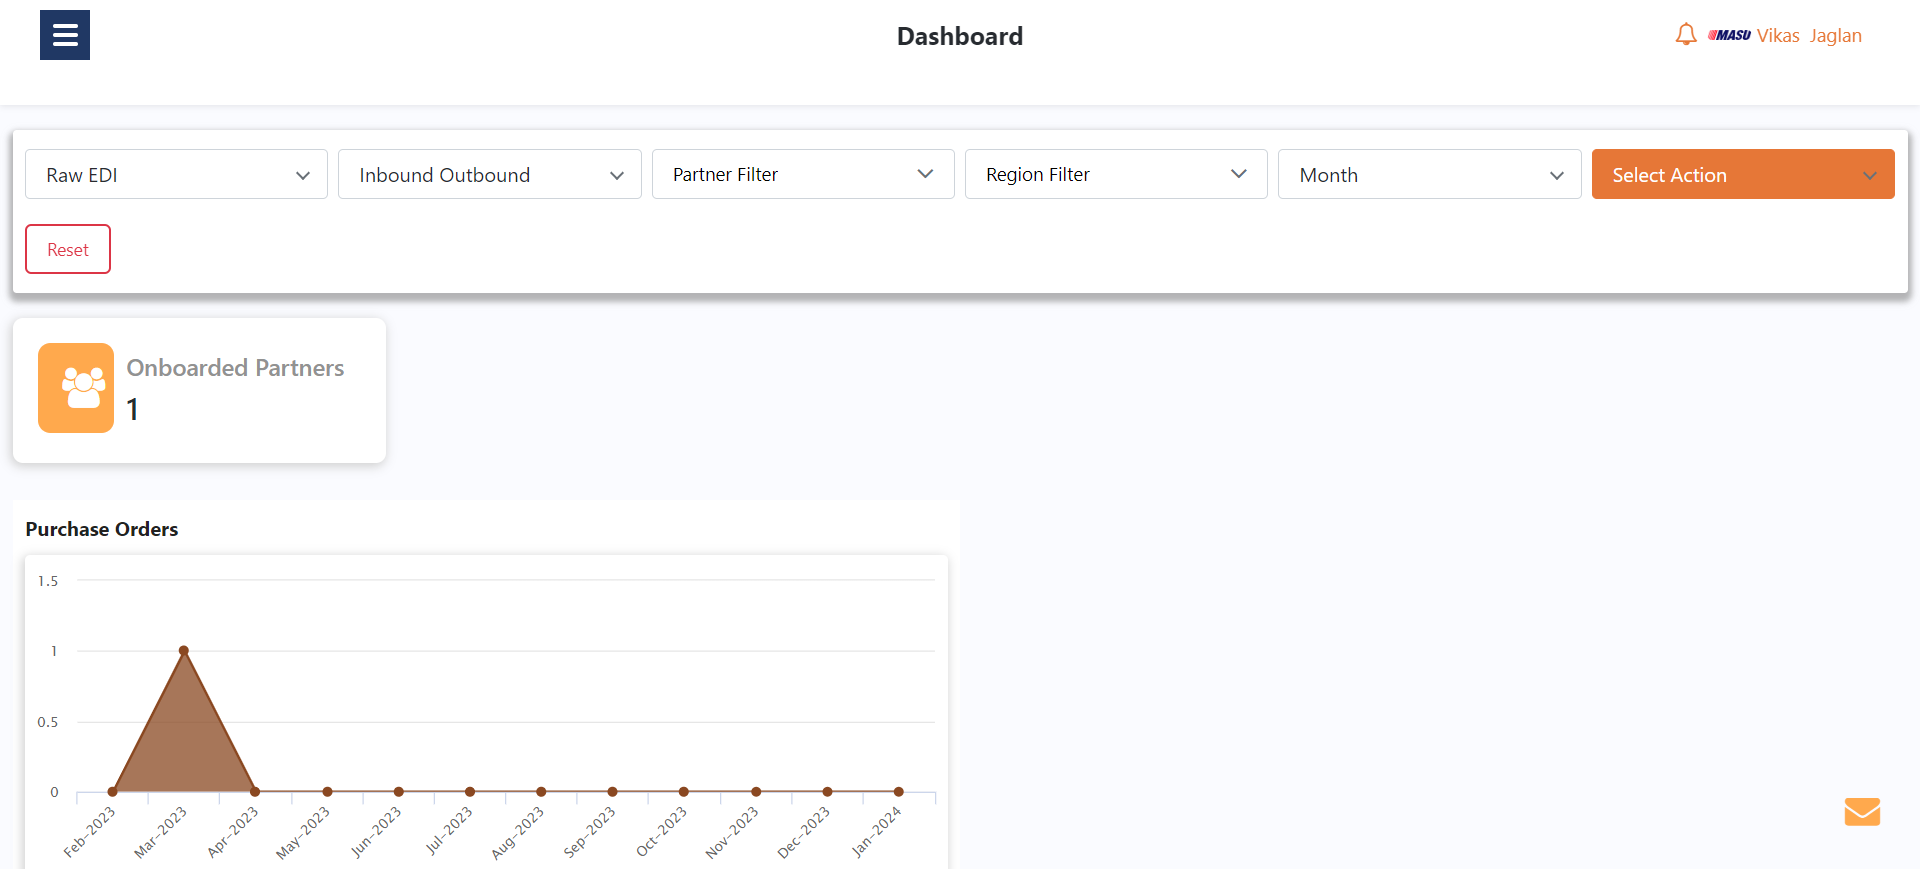 Dashboard
MASU Vikas Jaglan
Raw EDI
Inbound Outbound
Partner Filter
Region Filter
Month
Select Action
Reset
Onboarded Partners
1
Purchase Orders
1.5
1
0.5
0
Feb-2023
Mar-2023
Apr-2023
May-2023
Jun-2023
Jul-2023
Aug-2023
Sep-2023
Oct-2023
Nov-2023
Dec-2023
Jan-2024